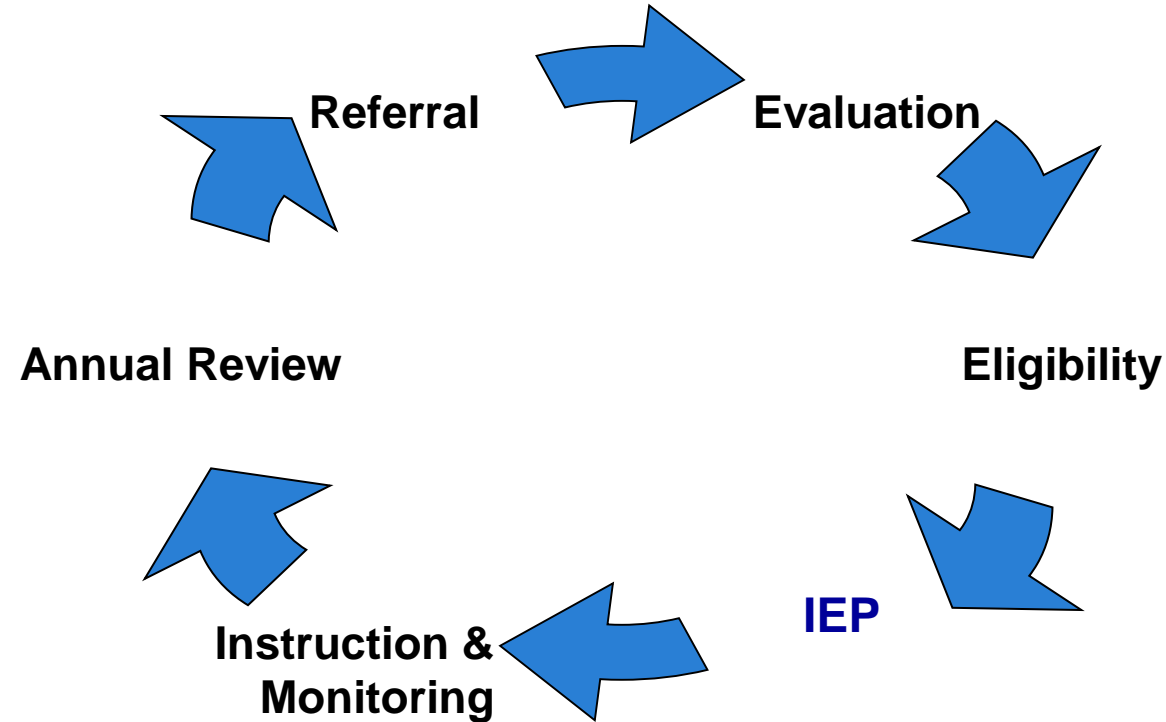 Referral
Evaluation
Eligibility
IEP
Instruction &
Monitoring
Annual Review